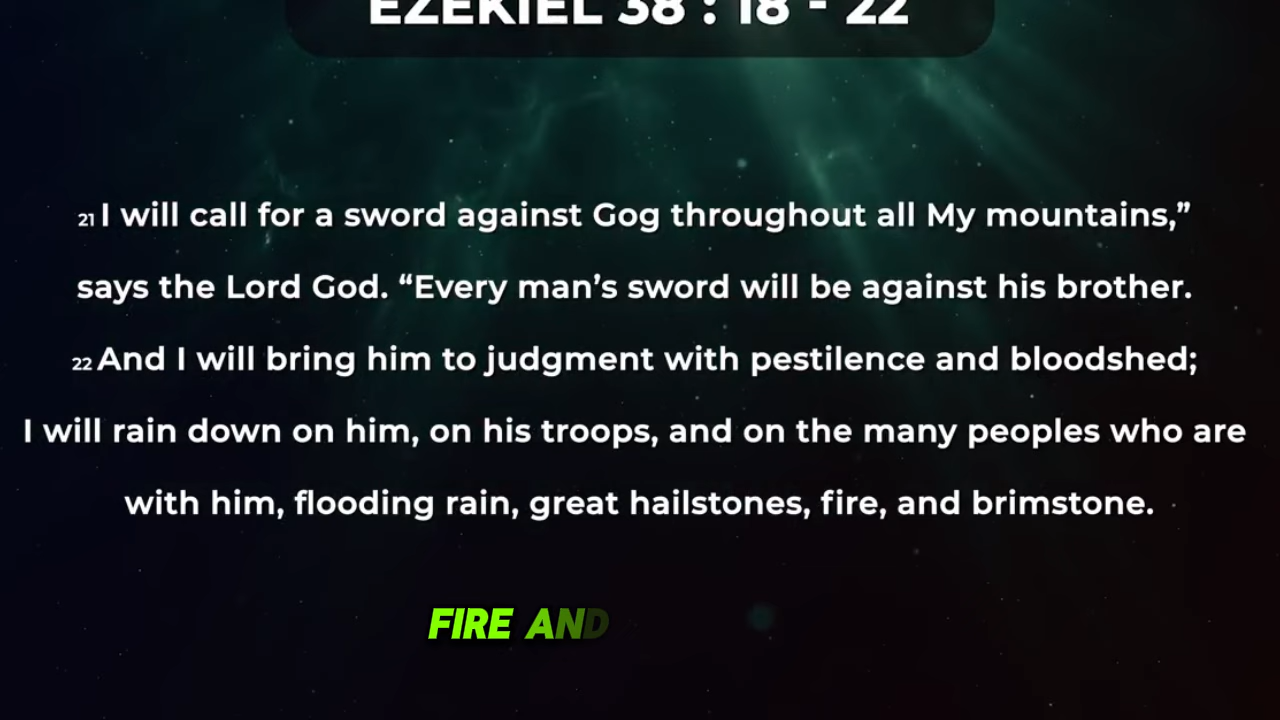 EZEKIEL 38 : 18 - 22
21 I will call for a sword against Gog throughout all My mountains,”
says the Lord God. “Every man’s sword will be against his brother.
22 And I will bring him to judgment with pestilence and bloodshed;
I will rain down on him, on his troops, and on the many peoples who are
with him, flooding rain, great hailstones, fire, and brimstone.
FIRE AND